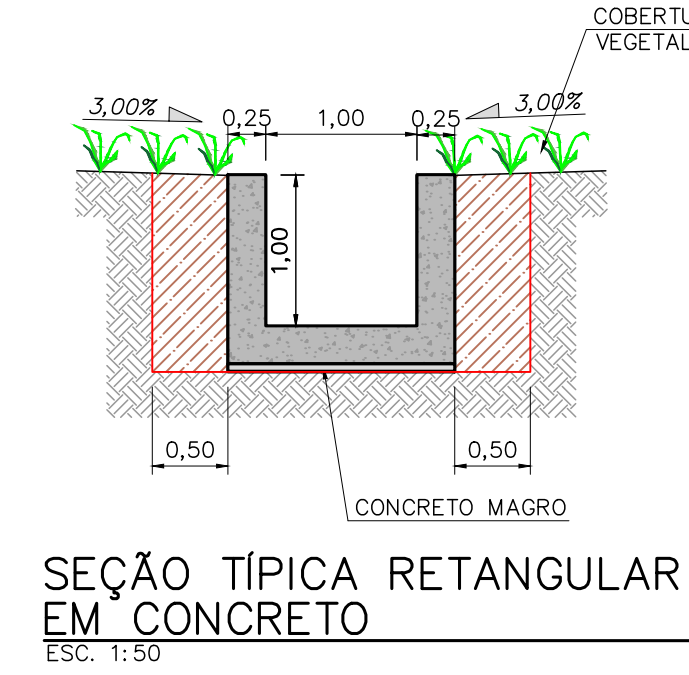 COBERTU
VEGETAL
3,00%
0,25
1,00
0,25
3,00%
1,00
0,50
0,50
CONCRETO MAGRO
SEÇÃO TÍPICA RETANGULAR
EM CONCRETO
ESC. 1:50